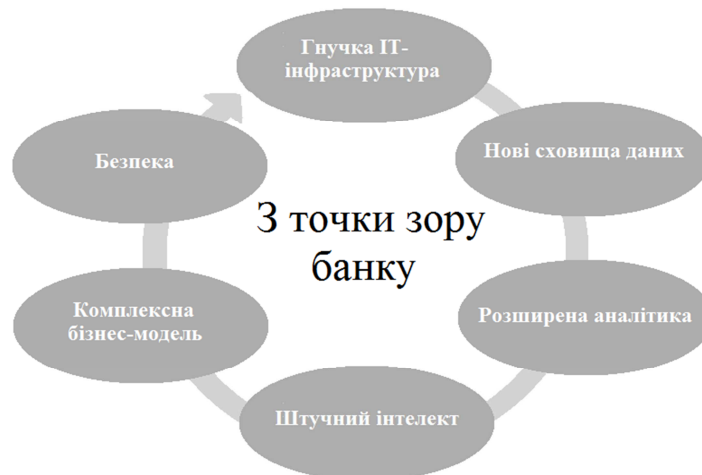 Гнучка ІТ-
інфраструктура
Нові сховища даних
Розширена аналітика
Штучний інтелект
Комплексна
бізнес-модель
Безпека
З точки зору
банку